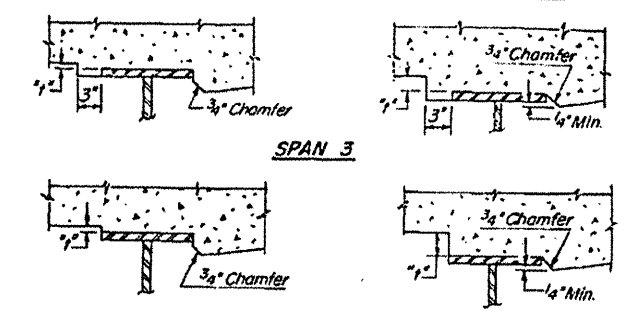 "t"
3"
3/4" Chamfer
3/4" Chamfer
"t"
3"
1/4" Min.
SPAN 3
"t"
3/4" Chamfer
3/4" Chamfer
"t"
1/4" Min.